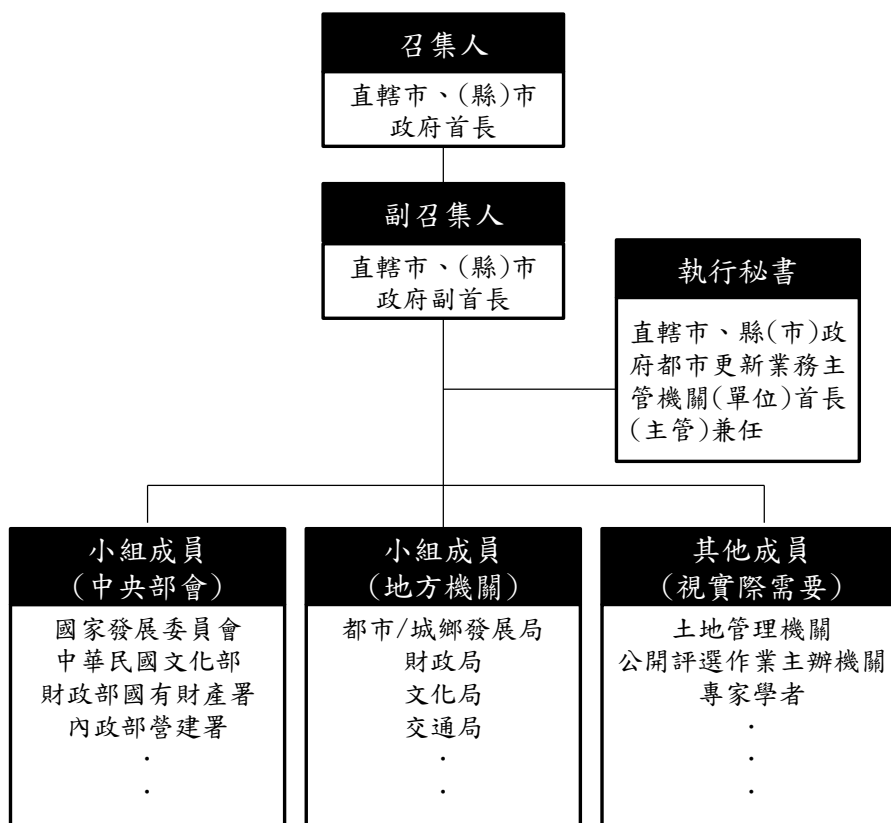 召集人
直轄市、(縣)市
政府首長
副召集人
直轄市、(縣)市
政府副首長
執行秘書
直轄市、縣(市)政
府都市更新業務主
管機關(單位)首長
(主管)兼任
小組成員
(中央部會)
國家發展委員會
中華民國文化部
財政部國有財產署
內政部營建署
.
.
小組成員
(地方機關)
都市/城鄉發展局
財政局
文化局
交通局
.
.
其他成員
(視實際需要)
土地管理機關
公開評選作業主辦機關
專家學者
.
.
.